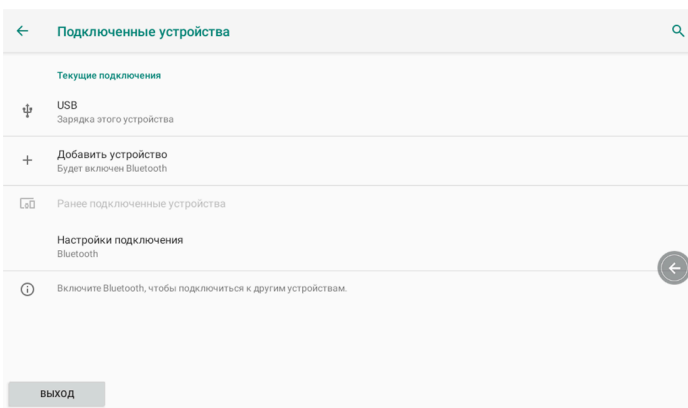 Подключенные устройства
Текущие подключения
USB
Зарядка этого устройства
Добавить устройство
Будет включен Bluetooth
Ранее подключенные устройства
Настройки подключения
Bluetooth
Включите Bluetooth, чтобы подключиться к другим устройствам.
ВЫХОД